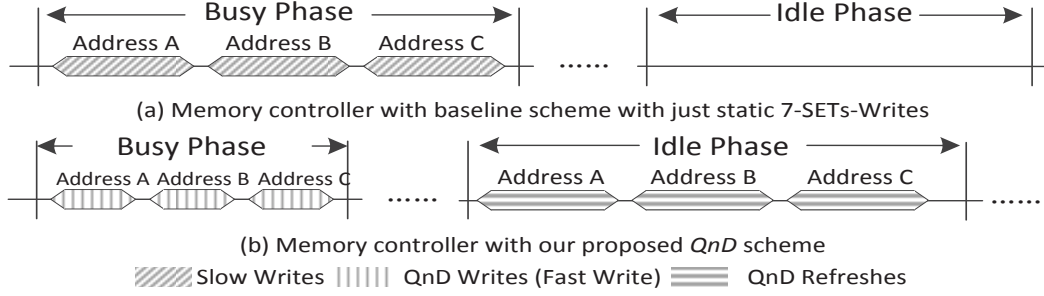 Busy Phase
Idle Phase
Address A Address B Address C
......
(a) Memory controller with baseline scheme with just static 7-SETs-Writes
Busy Phase
Idle Phase
Address A Address B Address C
Address A Address B Address C
...... ......
(b) Memory controller with our proposed QnD scheme
Slow Writes QnD Writes (Fast Write) QnD Refreshes